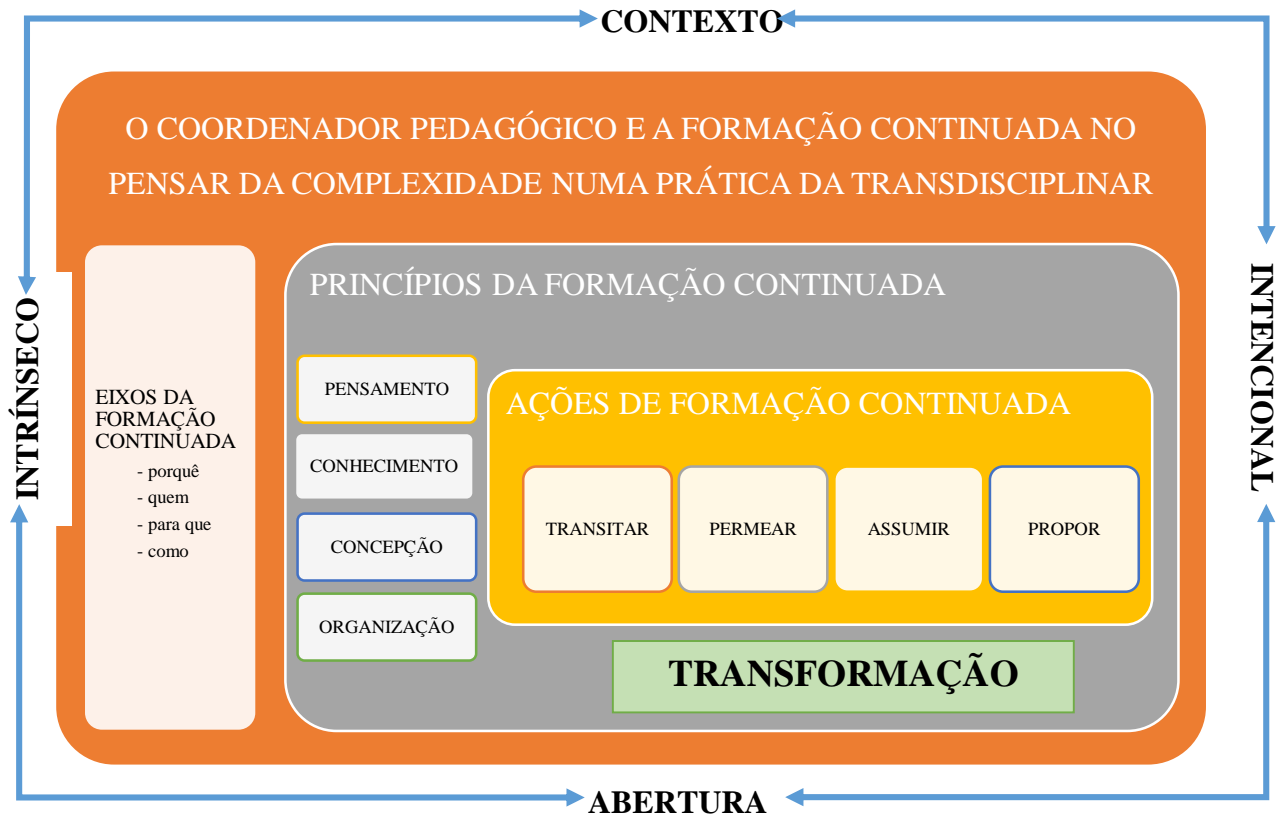 CONTEXTO
O COORDENADOR PEDAGÓGICO E A FORMAÇÃO CONTINUADA NO
PENSAR DA COMPLEXIDADE NUMA PRÁTICA DA TRANSDISCIPLINAR
INTRÍNSECO
EIXOS DA
FORMAÇÃO
CONTINUADA
- porquê
- quem
- para que
- como
PRINCÍPIOS DA FORMAÇÃO CONTINUADA
PENSAMENTO
CONHECIMENTO
CONCEPÇÃO
ORGANIZAÇÃO
AÇÕES DE FORMAÇÃO CONTINUADA
TRANSITAR
PERMEAR
ASSUMIR
PROPOR
TRANSFORMAÇÃO
INTENCIONAL
ABERTURA